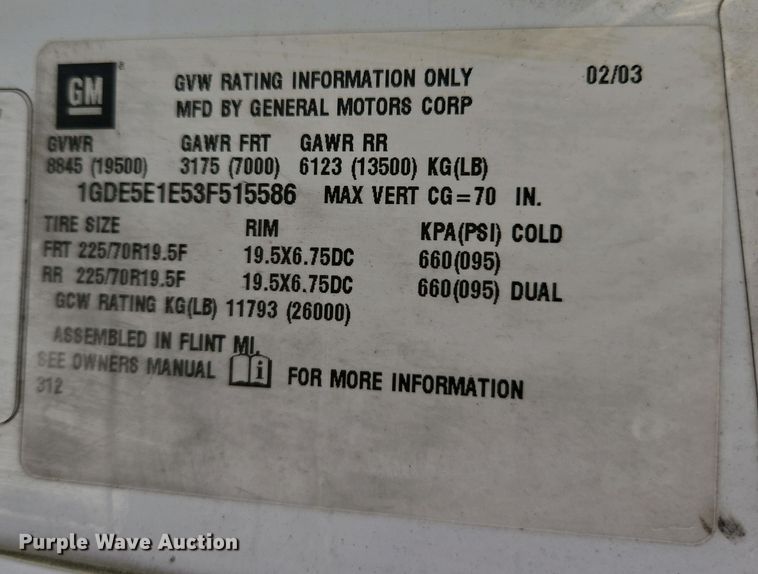 GM®
GVW RATING INFORMATION ONLY 02/03
MFD BY GENERAL MOTORS CORP
GVWR GAWR FRT GAWR RR
8845 (19500) 3175 (7000) 6123 (13500) KG(LB)
1GDE5E1E53F515586 MAX VERT CG=70 IN.
TIRE SIZE RIM KPA(PSI) COLD
FRT 225/70R19.5F 19.5X6.75DC 660(095)
RR 225/70R19.5F 19.5X6.75DC 660(095) DUAL
GCW RATING KG(LB) 11793 (26000)
ASSEMBLED IN FLINT MI.
SEE OWNERS MANUAL i FOR MORE INFORMATION
312
Purple Wave Auction